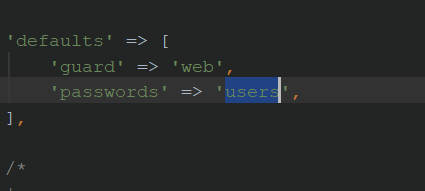 'defaults' => [
'guard' => 'web',
'passwords' => 'users',
],
/*